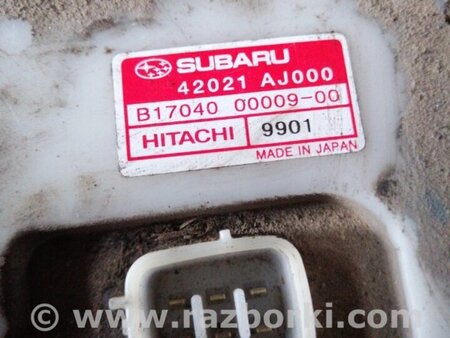 SUBARU
42021 AJ000
B17040 00009-00
HITACHI 9901
MADE IN JAPAN
© www.razborki.com